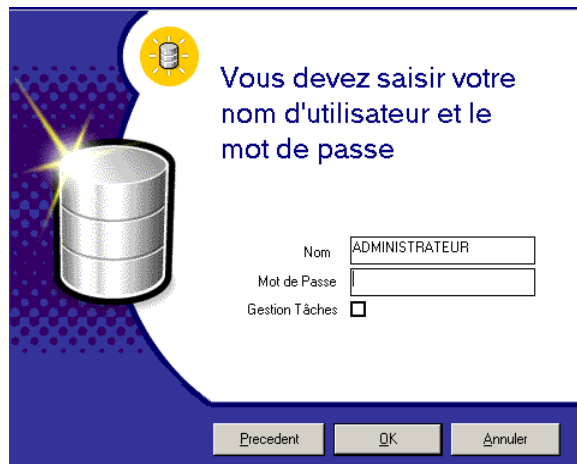 Vous devez saisir votre
nom d'utilisateur et le
mot de passe
Nom ADMINISTRATEUR
Mot de Passe
Gestion Tâches
Precedent OK Annuler